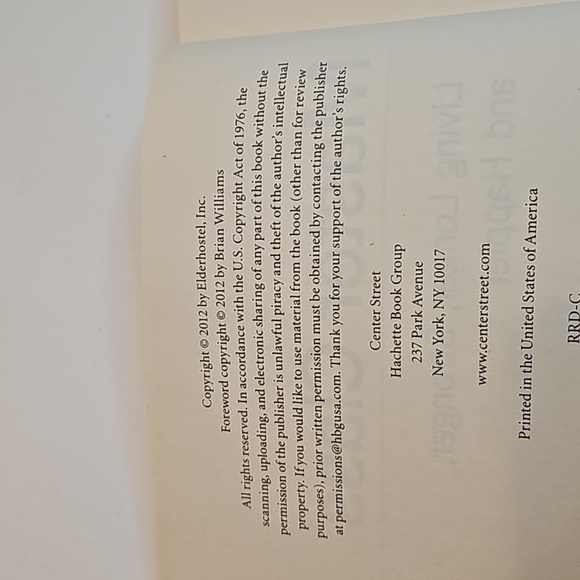 Copyright © 2012 by Elderhostel, Inc.
Foreword copyright © 2012 by Brian Williams
All rights reserved. In accordance with the U.S. Copyright Act of 1976, the
scanning, uploading, and electronic sharing of any part of this book without the
permission of the publisher is unlawful piracy and theft of the author's intellectual
property. If you would like to use material from the book (other than for review
purposes), prior written permission must be obtained by contacting the publisher
at permissions@hbgusa.com. Thank you for your support of the author's rights.
Center Street
Hachette Book Group
237 Park Avenue
New York, NY 10017
www.centerstreet.com
Printed in the United States of America
RRD-C